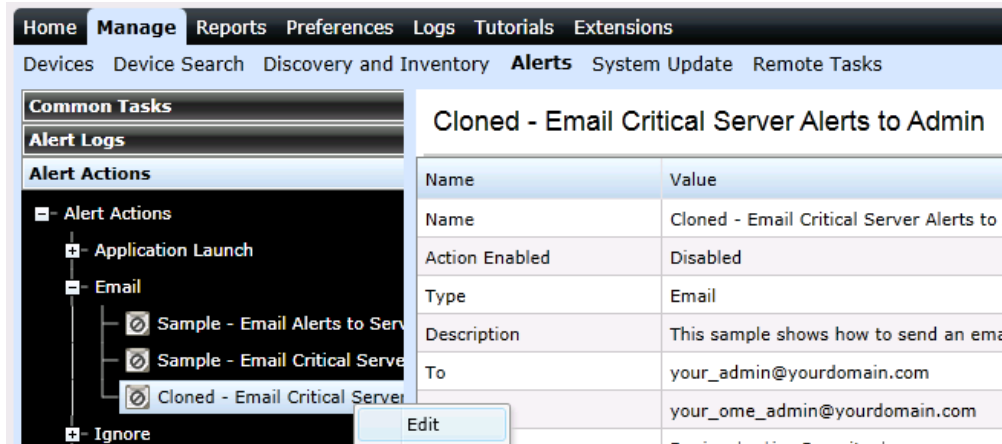 Home Manage Reports Preferences Logs Tutorials Extensions
Devices Device Search Discovery and Inventory Alerts System Update Remote Tasks
Common Tasks
Alert Logs
Alert Actions
Alert Actions
Application Launch
Email
Sample - Email Alerts to Serv
Sample - Email Critical Serve
Cloned - Email Critical Server
Ignore
Edit
Cloned - Email Critical Server Alerts to Admin
Name Value
Name Cloned - Email Critical Server Alerts to
Action Enabled Disabled
Type Email
Description This sample shows how to send an ema
To your_admin@yourdomain.com
your_ome_admin@yourdomain.com